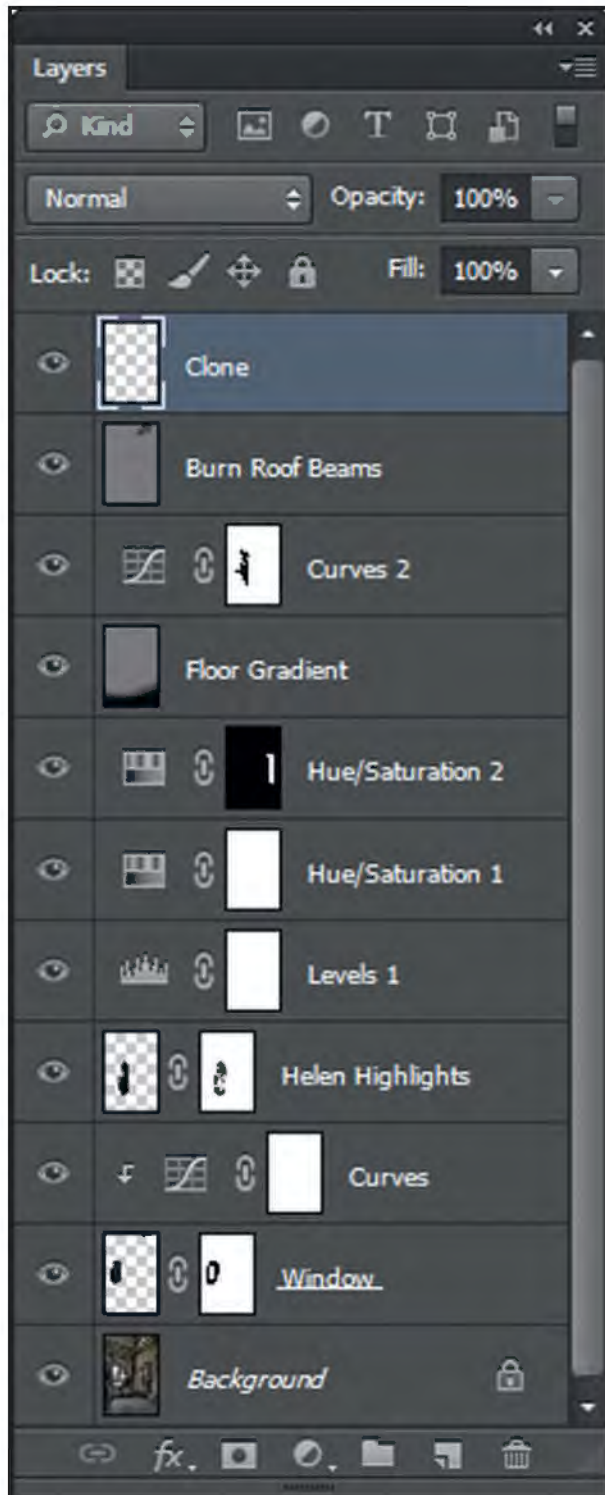 Layers
Kind T
Normal Opacity: 100%
Lock: Fill: 100%
Clone
Burn Roof Beams
Curves 2
Floor Gradient
Hue/Saturation 2
Hue/Saturation 1
Levels 1
Helen Highlights
Curves
Window
Background
fx.